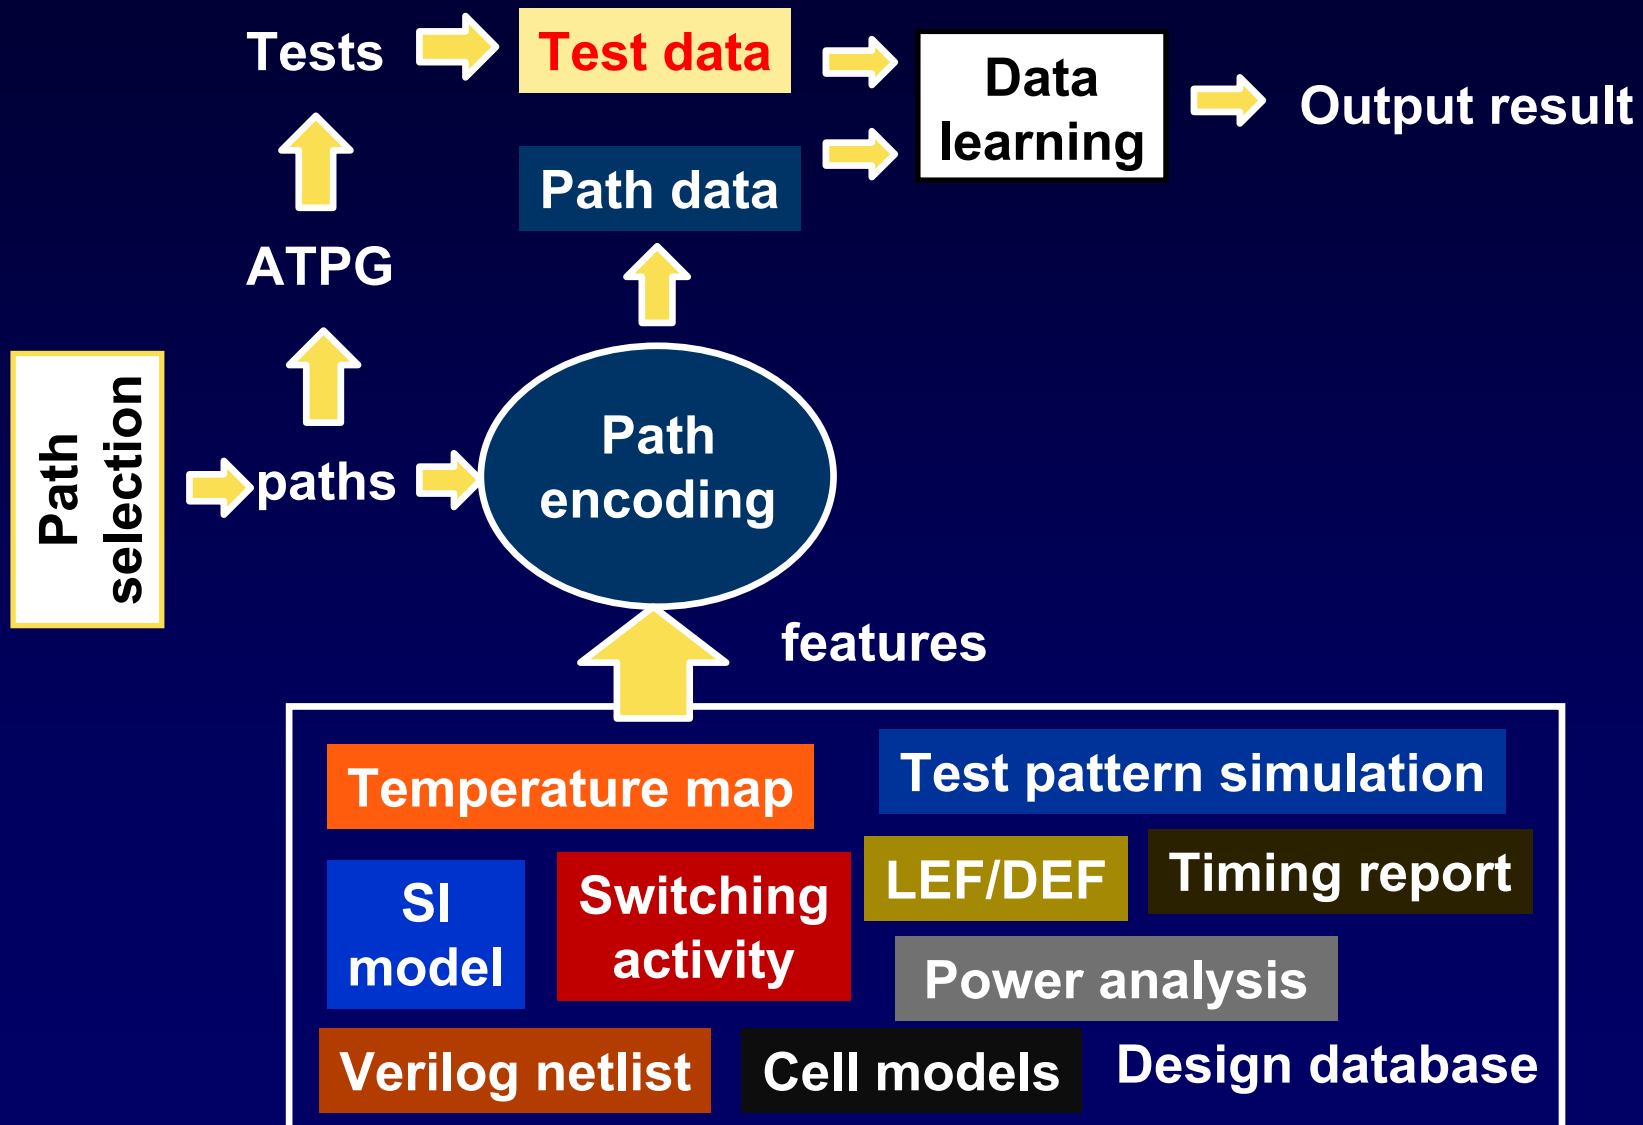 Tests
Test data
Data
learning
Output result
Path data
ATPG
Path
selection
paths
Path
encoding
features
Temperature map
Test pattern simulation
SI
model
Switching
activity
LEF/DEF
Timing report
Power analysis
Verilog netlist
Cell models
Design database